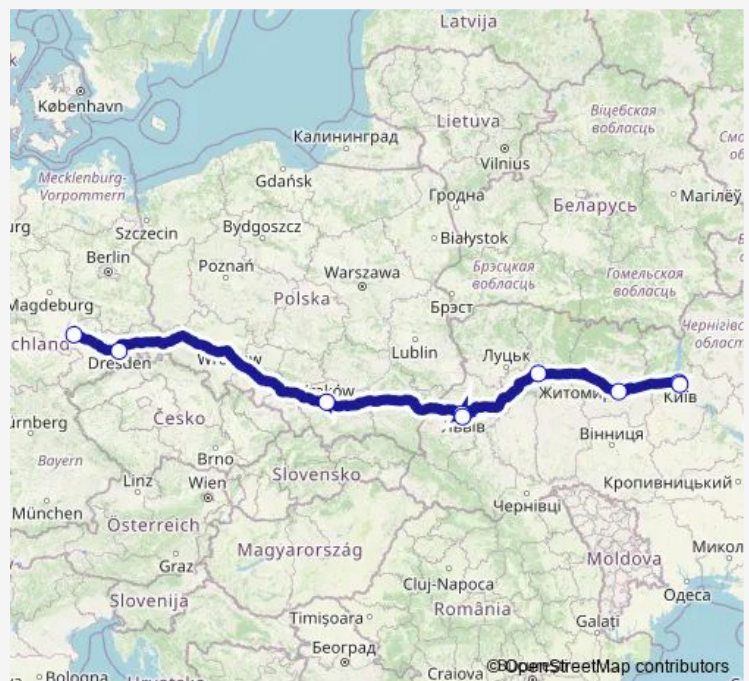 Latvija
København
Lietuva
Віцебская
вобласць
Калининград
Vilnius
Mecklenburg-
Vorpommern
Gdańsk
Гродна
Беларусь
Магілёў
Szczecin
Bydgoszcz
Białystok
Berlin
Poznań
Warszawa
Брэсцкая
вобласць
Гомельская
вобласць
Magdeburg
Polska
Брэст
Dresden
Lublin
Луцьк
Житомир
Київ
Львів
Česko
Вінниця
Bayern
Brno
Slovensko
Кропивницький
Linz
Wien
München
Österreich
Чернівці
Magyarország
Moldova
Graz
Cluj-Napoca
Одеса
Slovenija
România
Timișoara
Galați
Београд
Bologna
Craiova
© OpenStreetMap contributors